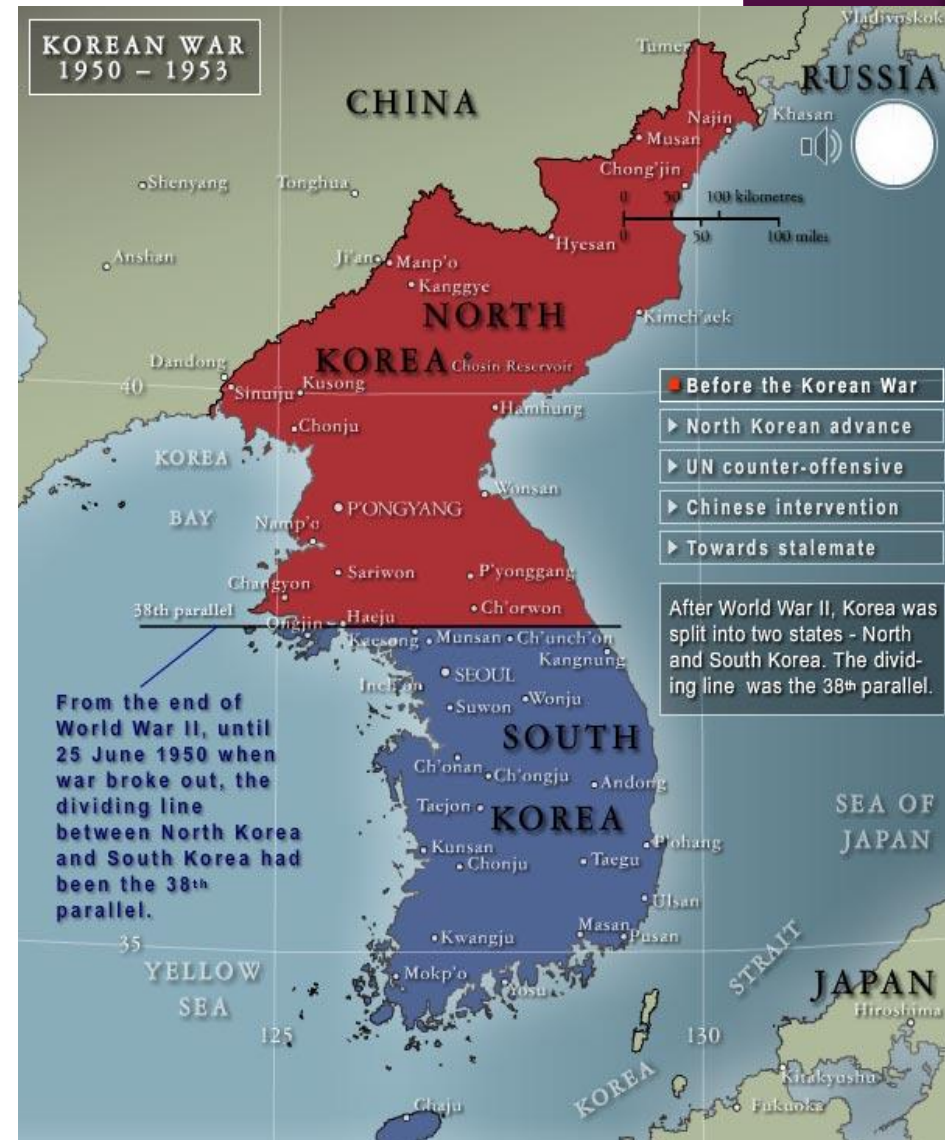 KOREAN WAR
1950 – 1953
Vladivoskok
Tumen
RUSSIA
CHINA
Najin
Khasan
Musan
Chong'jin
Shenyang
Tonghua
0 50 100 kilometres
0 50 100 miles
Hyesan
Anshan
Ji'an
Manp'o
Kanggye
NORTH
KOREA
Kimch'aek
Chosin Reservoir
Dandong
40
Sinuiju
Kusong
Before the Korean War
Hamhung
North Korean advance
Chonju
KOREA
BAY
UN counter-offensive
Wonsan
Chinese intervention
P'ONGYANG
Namp'o
Towards stalemate
Sariwon
P'yonggang
Changyon
38th parallel
Ch'orwon
Haeju
Ongjin
After World War II, Korea was
split into two states - North
and South Korea. The divid-
ing line was the 38th parallel.
Kaesong
Munsan
Ch'unch'on
Kangnung
SEOUL
Inch'on
Wonju
Suwon
From the end of
World War II, until
25 June 1950 when
war broke out, the
dividing line
between North Korea
and South Korea had
been the 38th
parallel.
SOUTH
KOREA
Ch'onan
Ch'ongju
Andong
Taejon
SEA OF
JAPAN
Kunsan
Chonju
Taegu
P'ohang
Ulsan
Masan
Pusan
35
Kwangju
YELLOW
SEA
Mokp'o
Yosu
KOREA STRAIT
JAPAN
Hiroshima
125
130
Kitakyushu
Fukuoka
Chaju